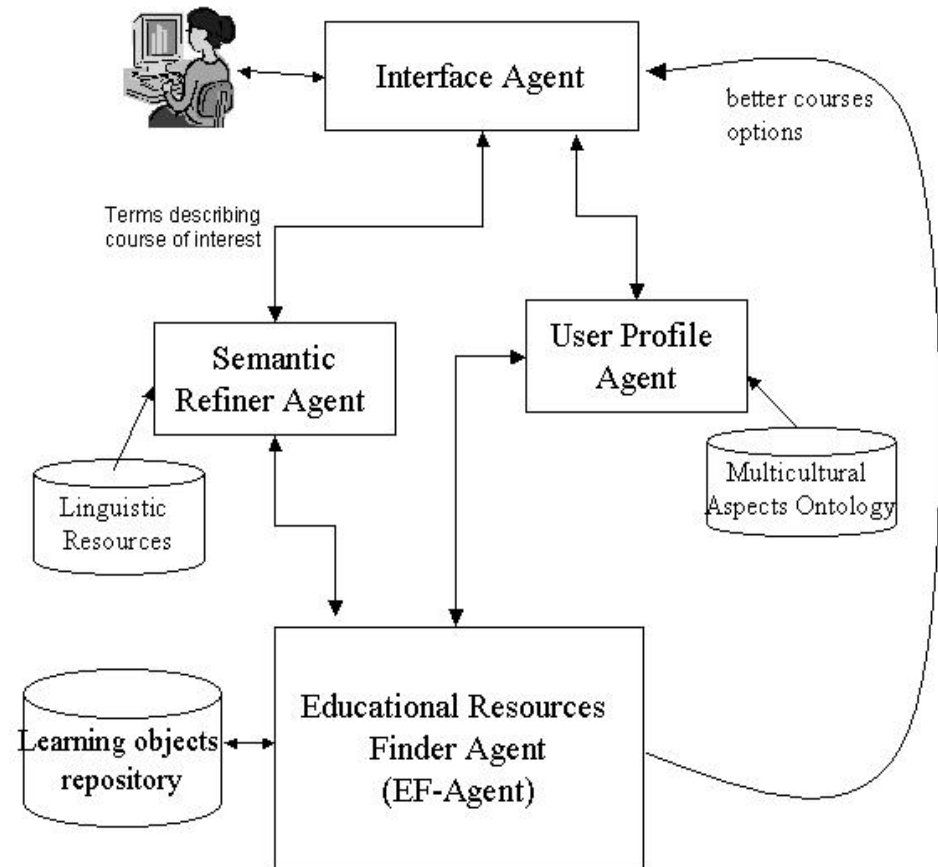 Interface Agent
better courses
options
Terms describing
course of interest
Semantic
Refiner Agent
User Profile
Agent
Linguistic
Resources
Multicultural
Aspects Ontology
Learning objects
repository
Educational Resources
Finder Agent
(EF-Agent)